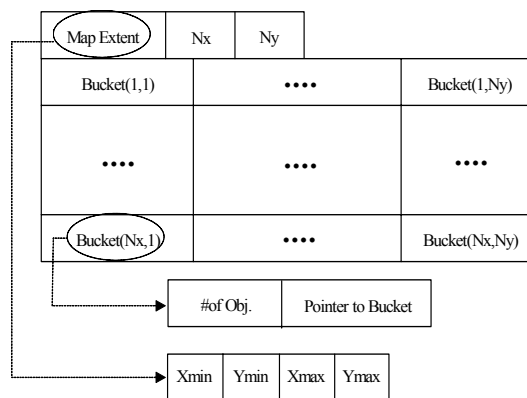 Map Extent Nx Ny
Bucket(1,1) •••• Bucket(1,Ny)
•••• •••• ••••
Bucket(Nx,1) •••• Bucket(Nx,Ny)
#of Obj. Pointer to Bucket
Xmin Ymin Xmax Ymax